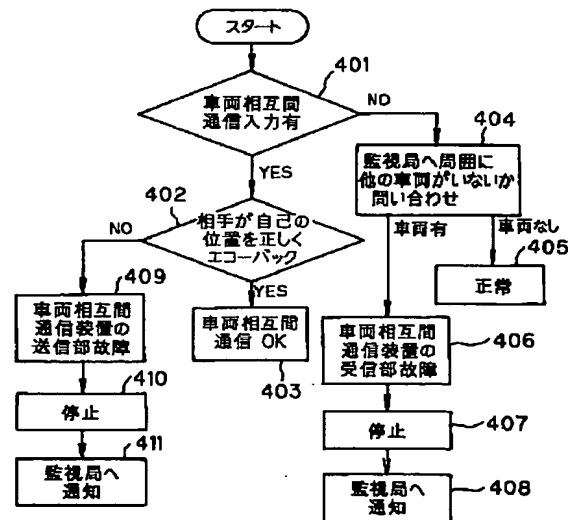 スタート
401
車両相互間
通信入力有
NO
YES
404
監視局へ周囲に
他の車両がいないか
問い合わせ
車両有
車両なし
405
正常
402
相手が自己の
位置を正しく
エコーバック
NO
YES
409
車両相互間
通信装置の
送信部故障
車両相互間
通信 OK
403
車両相互間
通信装置の
受信部故障
406
410
停止
停止
407
411
監視局へ
通知
監視局へ
通知
408